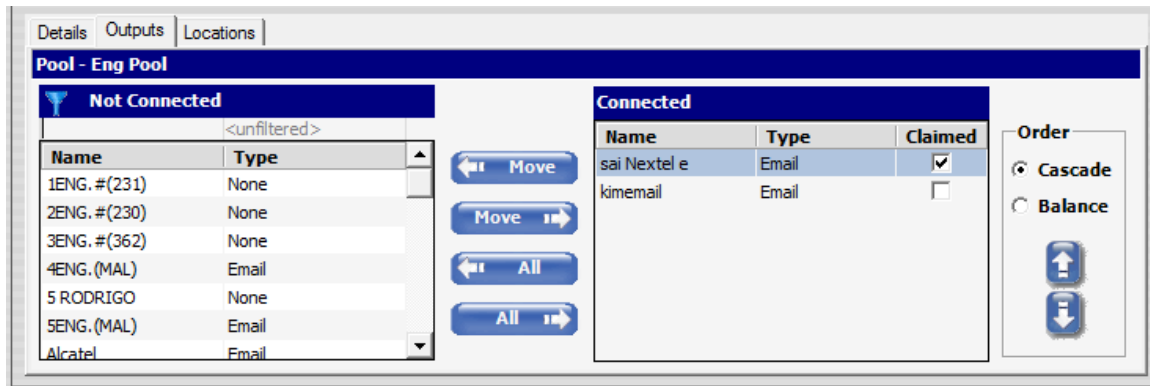 Details Outputs Locations
Pool - Eng Pool
Not Connected
<unfiltered>
Name Type
1ENG. #(231) None
2ENG. #(230) None
3ENG. #(362) None
4ENG. (MAL) Email
5 RODRIGO None
5ENG. (MAL) Email
Alcatel Email
Move
Move
All
All
Connected
Name Type Claimed
sai Nextel e Email
kimemail Email
Order
Cascade
Balance